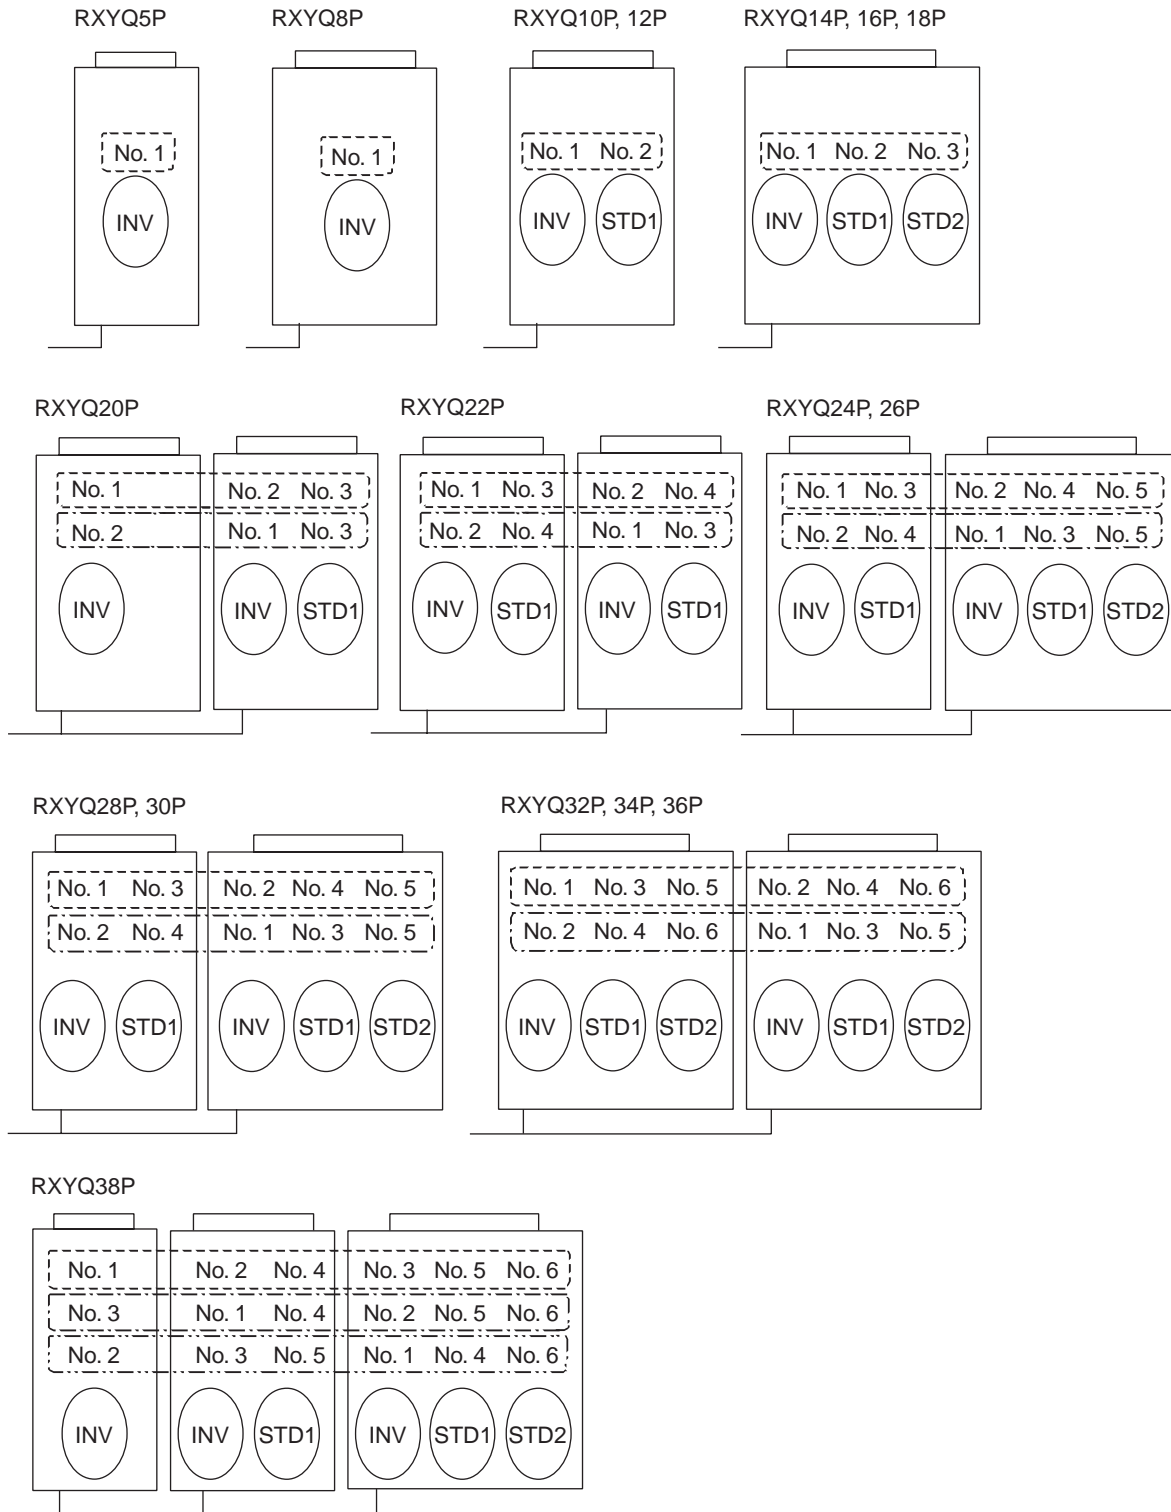 RXYQ5P RXYQ8P RXYQ10P, 12P RXYQ14P, 16P, 18P
No. 1 No. 1 No. 1 No. 2 No. 1 No. 2 No. 3
INV INV INV STD1 INV STD1 STD2
RXYQ20P RXYQ22P RXYQ24P, 26P
No. 1 No. 2 No. 3 No. 1 No. 3 No. 2 No. 4 No. 1 No. 3 No. 2 No. 4 No. 5
No. 2 No. 1 No. 3 No. 2 No. 4 No. 1 No. 3 No. 2 No. 4 No. 1 No. 3 No. 5
INV INV STD1 INV STD1 INV STD1 INV STD1 INV STD1 STD2
RXYQ28P, 30P RXYQ32P, 34P, 36P
No. 1 No. 3 No. 2 No. 4 No. 5 No. 1 No. 3 No. 5 No. 2 No. 4 No. 6
No. 2 No. 4 No. 1 No. 3 No. 5 No. 2 No. 4 No. 6 No. 1 No. 3 No. 5
INV STD1 INV STD1 STD2 INV STD1 STD2 INV STD1 STD2
RXYQ38P
No. 1 No. 2 No. 4 No. 3 No. 5 No. 6
No. 3 No. 1 No. 4 No. 2 No. 5 No. 6
No. 2 No. 3 No. 5 No. 1 No. 4 No. 6
INV INV STD1 INV STD1 STD2